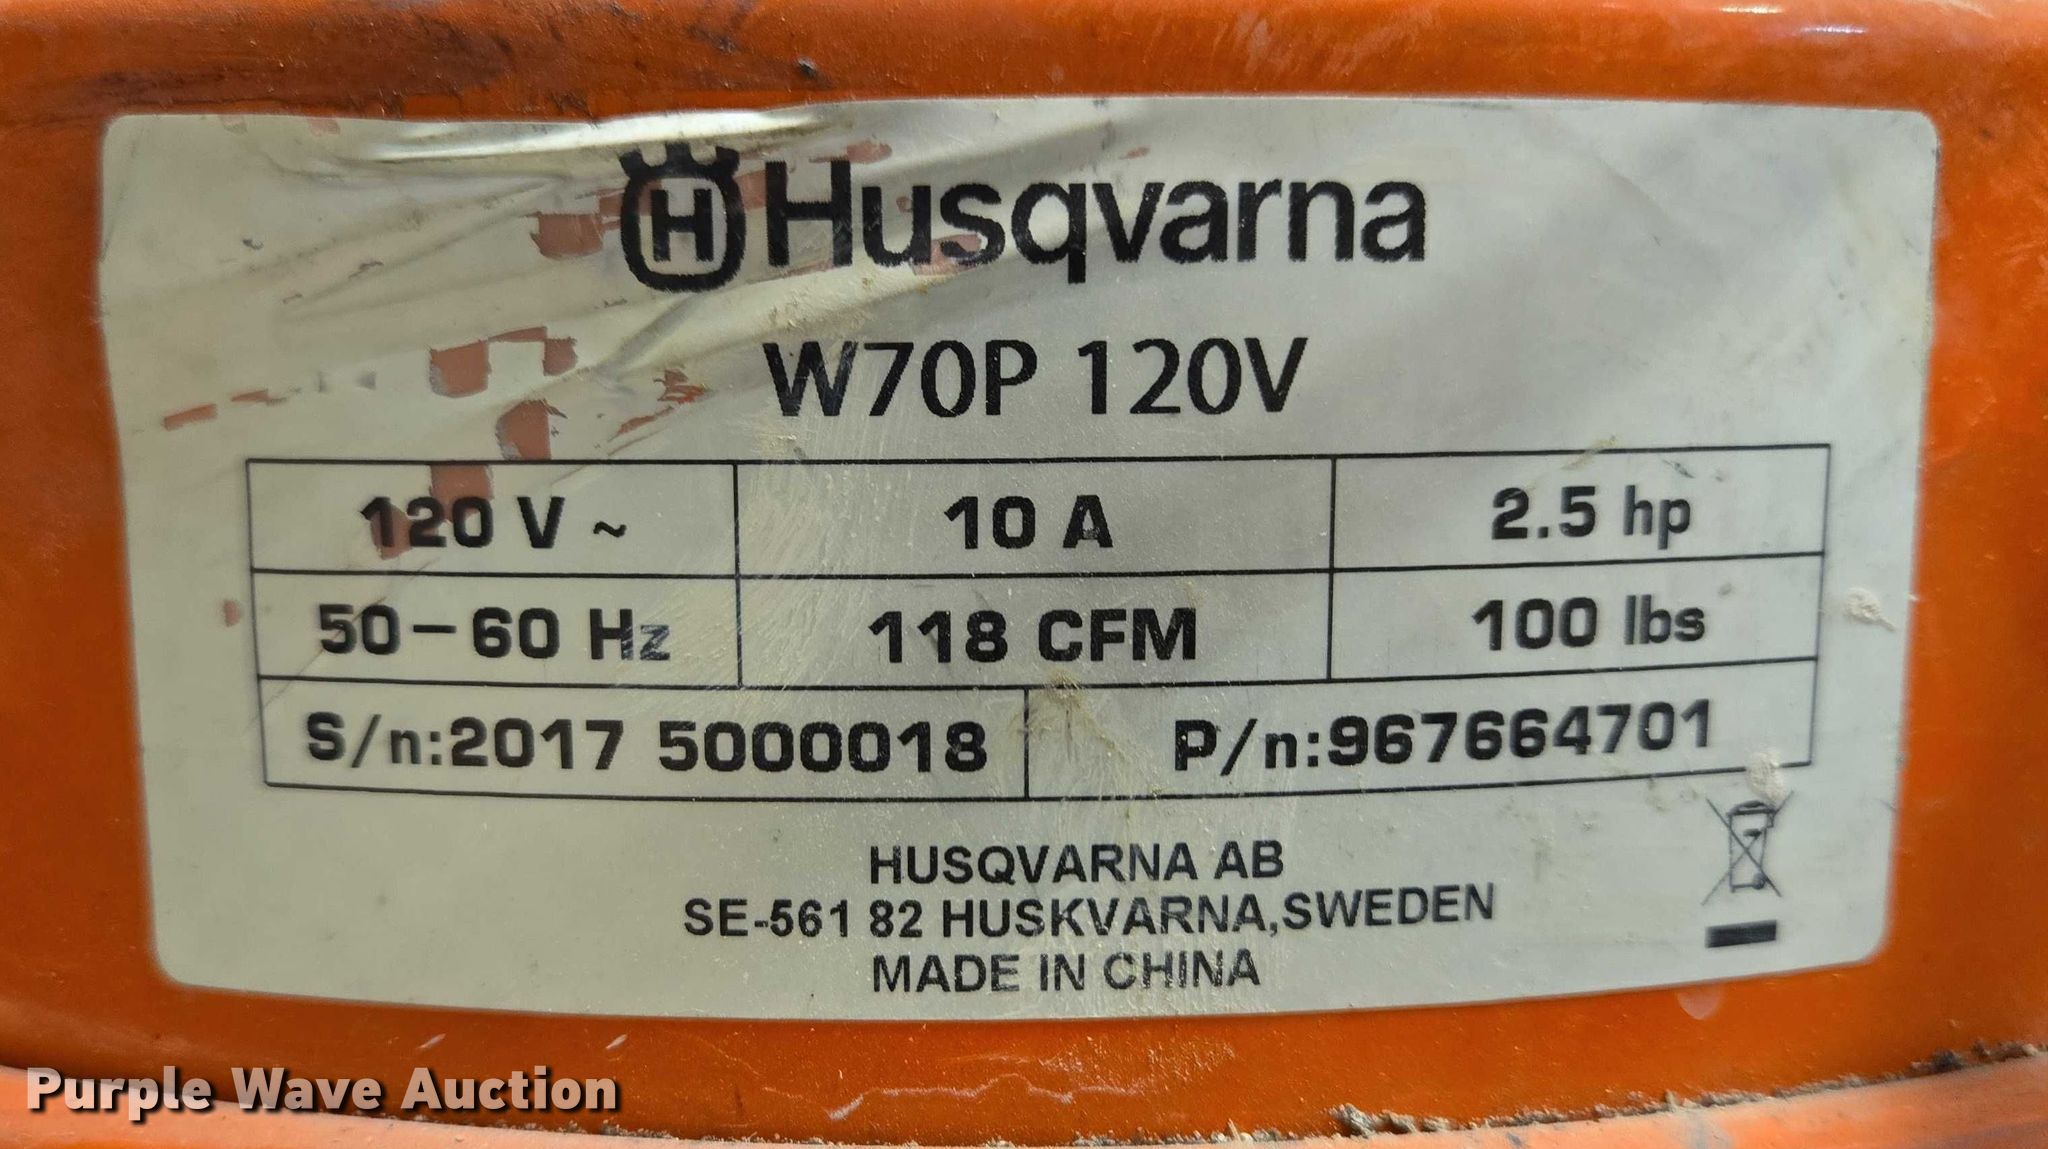 H Husqvarna
W70P 120V
120 V ~ 10 A 2.5 hp
50-60 Hz 118 CFM 100 lbs
S/n:2017 5000018 P/n:967664701
HUSQVARNA AB
SE-561 82 HUSKVARNA,SWEDEN
MADE IN CHINA
Purple Wave Auction